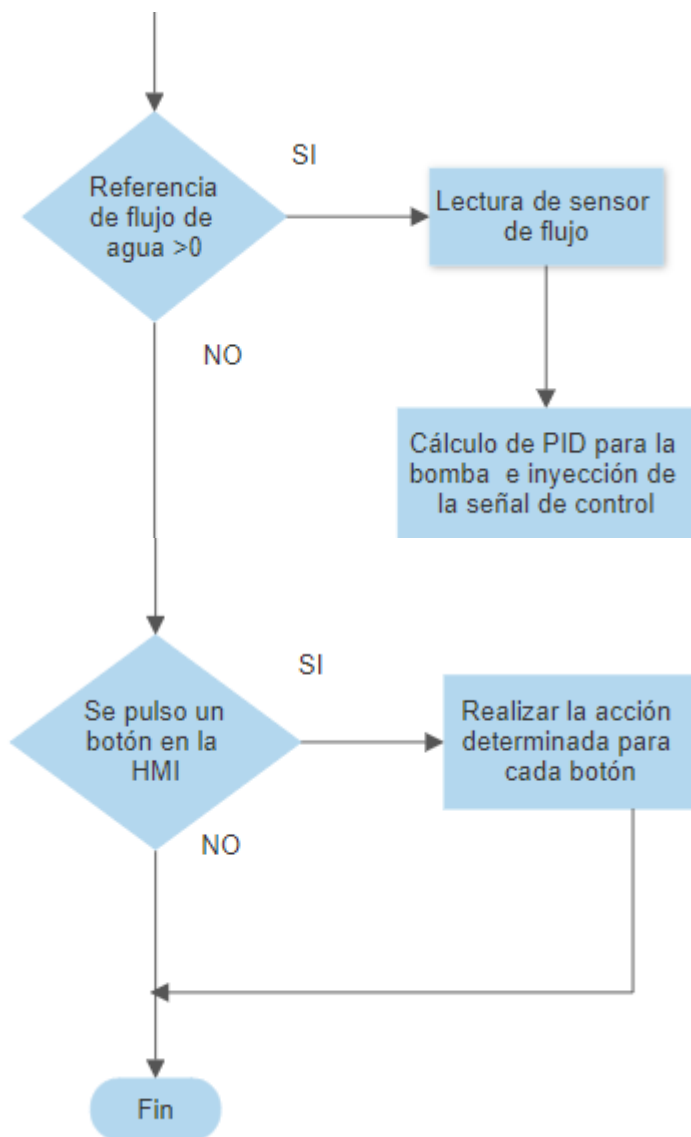 Referencia
de flujo de
agua >0
SI
Lectura de sensor
de flujo
NO
Cálculo de PID para la
bomba e inyección de
la señal de control
Se pulso un
botón en la
HMI
SI
Realizar la acción
determinada para
cada botón
NO
Fin